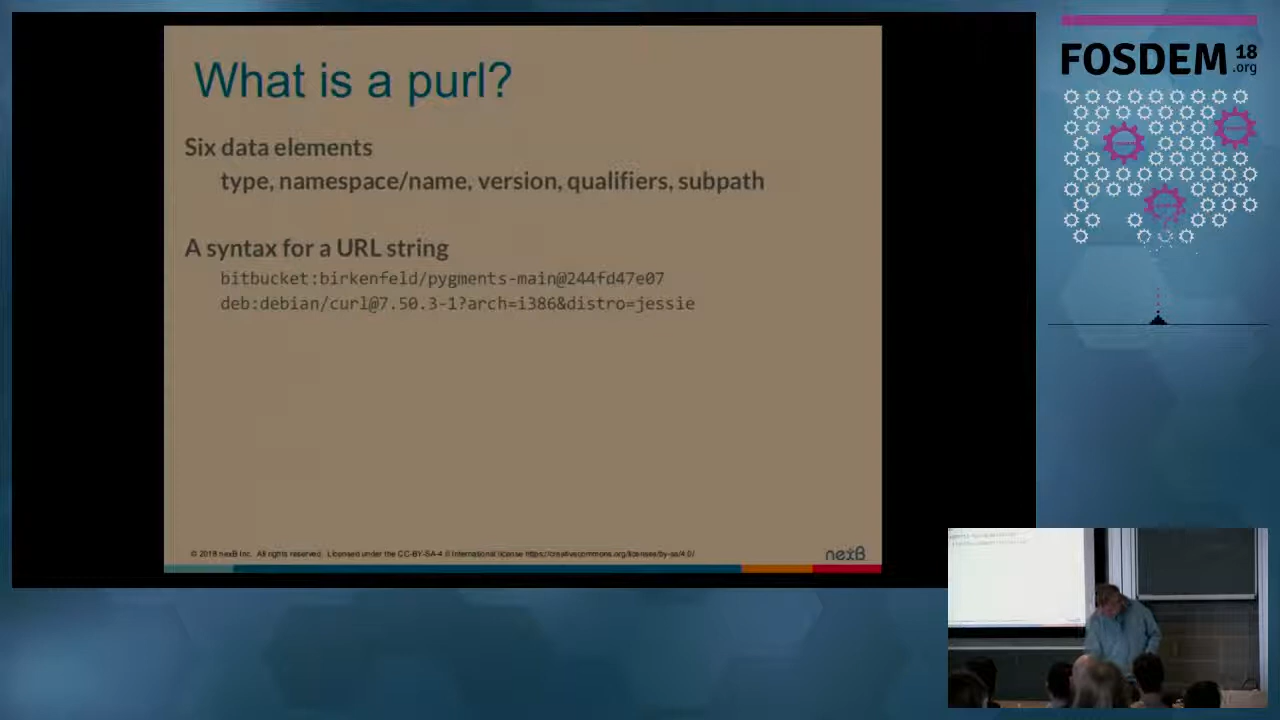 What is a purl?
Six data elements
type, namespace/name, version, qualifiers, subpath
A syntax for a URL string
bitbucket:birkenfeld/pygments-main@244fd47e07
deb:debian/curl@7.50.3-1?arch=i386&distro=jessie
© 2018 nexB Inc. All rights reserved. Licensed under the CC-BY-SA-4.0 International license https://creativecommons.org/licenses/by-sa/4.0/
nexB
FOSDEM 18
.org